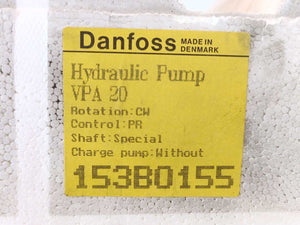 Danfoss MADE IN DENMARK
Hydraulic Pump
VPA 20
Rotation:CW
Control:PR
Shaft:Special
Charge pump:Without
153B0155